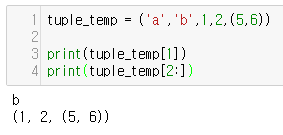 1 tuple_temp = ('a','b',1,2,(5,6))
2
3 print(tuple_temp[1])
4 print(tuple_temp[2:])
b
(1, 2, (5, 6))